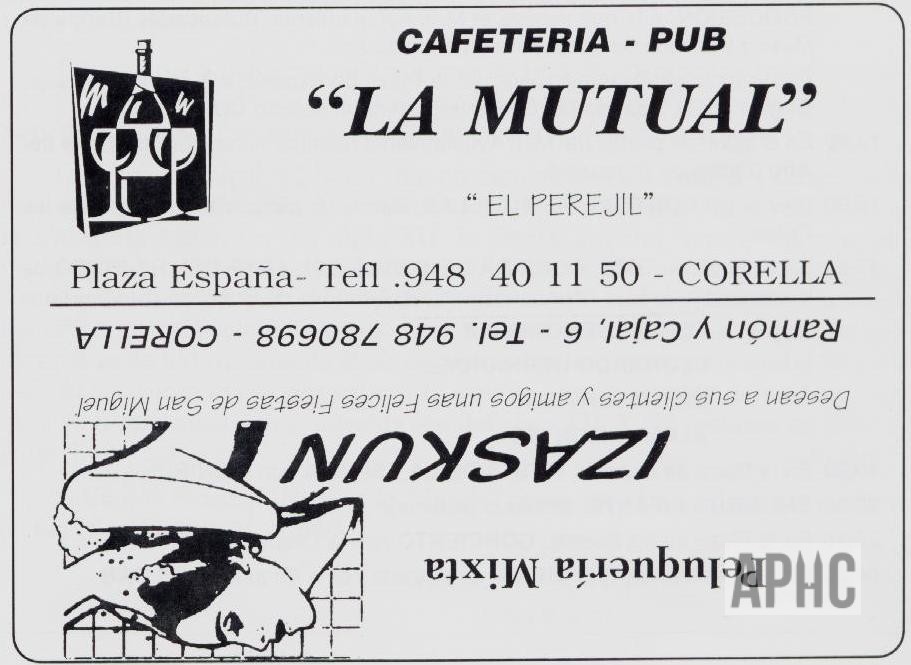 CAFETERIA - PUB
“LA MUTUAL”
“ EL PEREJIL”
Plaza España- Tefl .948 40 11 50 - CORELLA
Peluquería Mixta
IZASKUN
Desean a sus clientes y amigos unas Felices Fiestas de San Miguel
Ramón y Cajal, 6 - Tel. 948 780698 - CORELLA
APHC